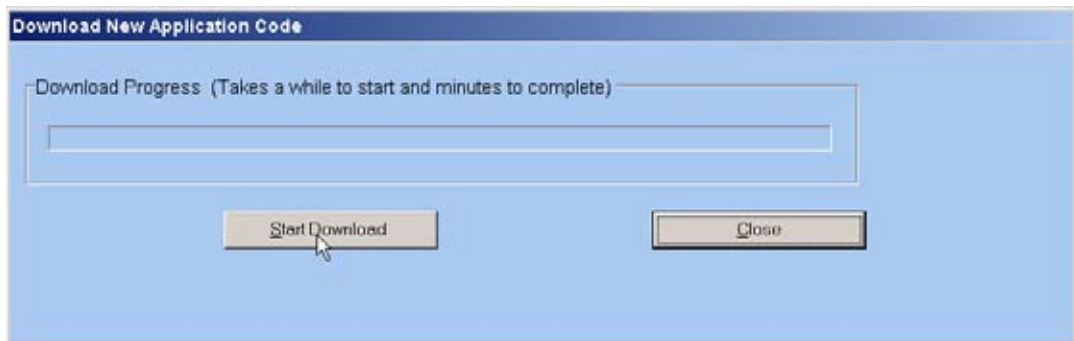 Download New Application Code
Download Progress (Takes a while to start and minutes to complete)
Start Download
Close